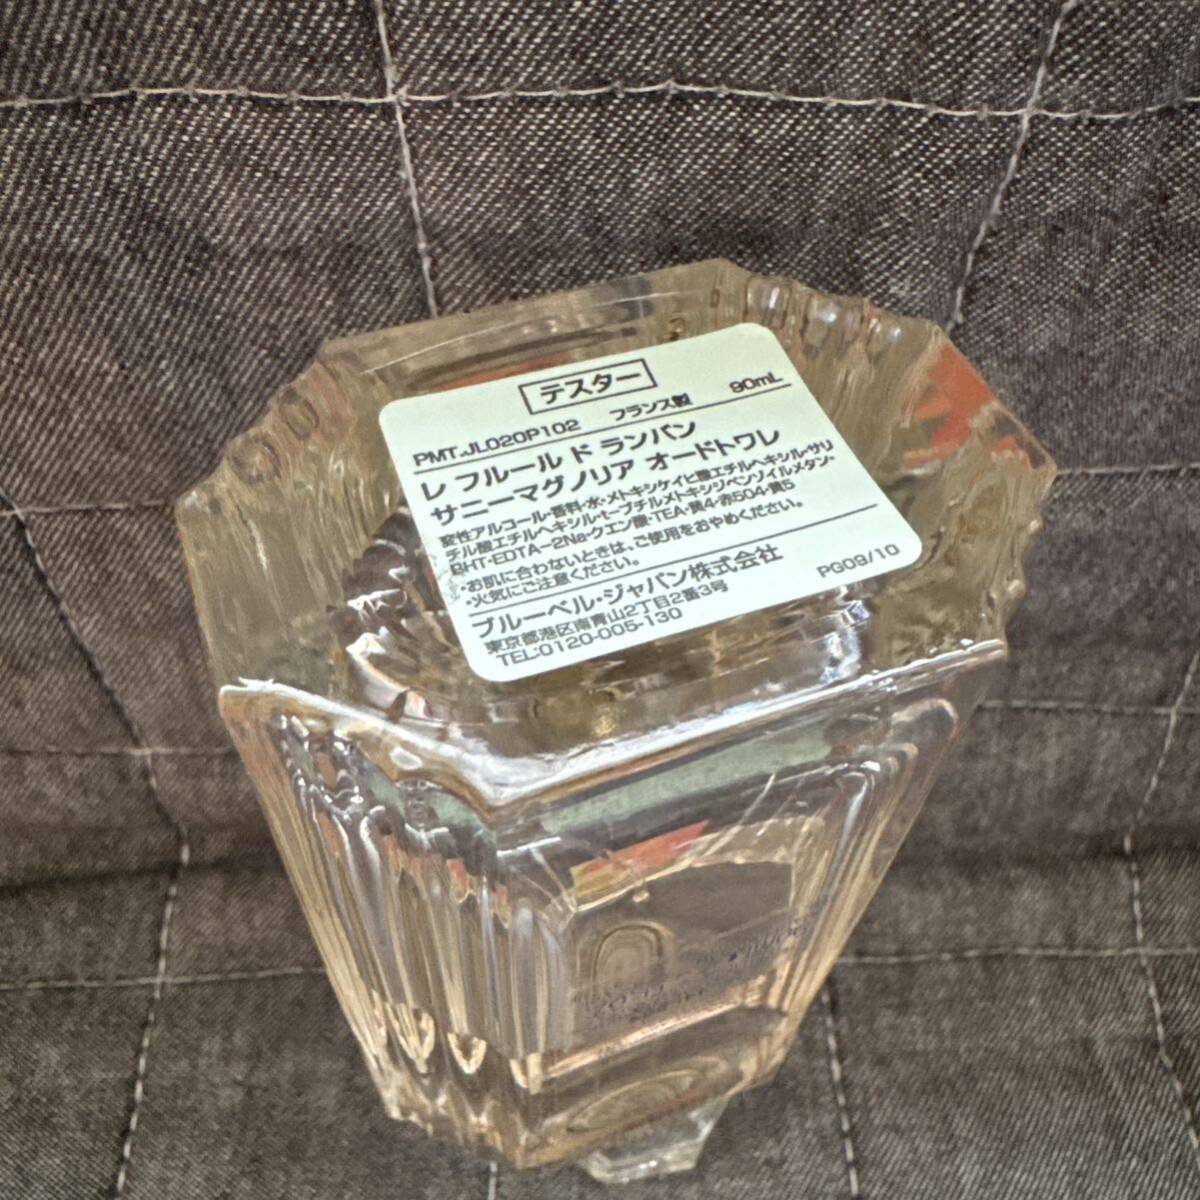 テスター
PMT.JL020P102 フランス製 90mL
レ フルール ド ランバン
サニーマグノリア オードトワレ
変性アルコール・香料・水・メトキシケイヒ酸エチルヘキシル・サリ
チル酸エチルヘキシル・t-ブチルメトキシジベンゾイルメタン・
BHT・EDTA-2Na・クエン酸・TEA・黄4・赤504・黄5
・お肌に合わないときは、ご使用をおやめください。
・火気にご注意ください。
ブルーベル・ジャパン株式会社 PG09/10
東京都港区南青山2丁目2番3号
TEL:0120-005-130